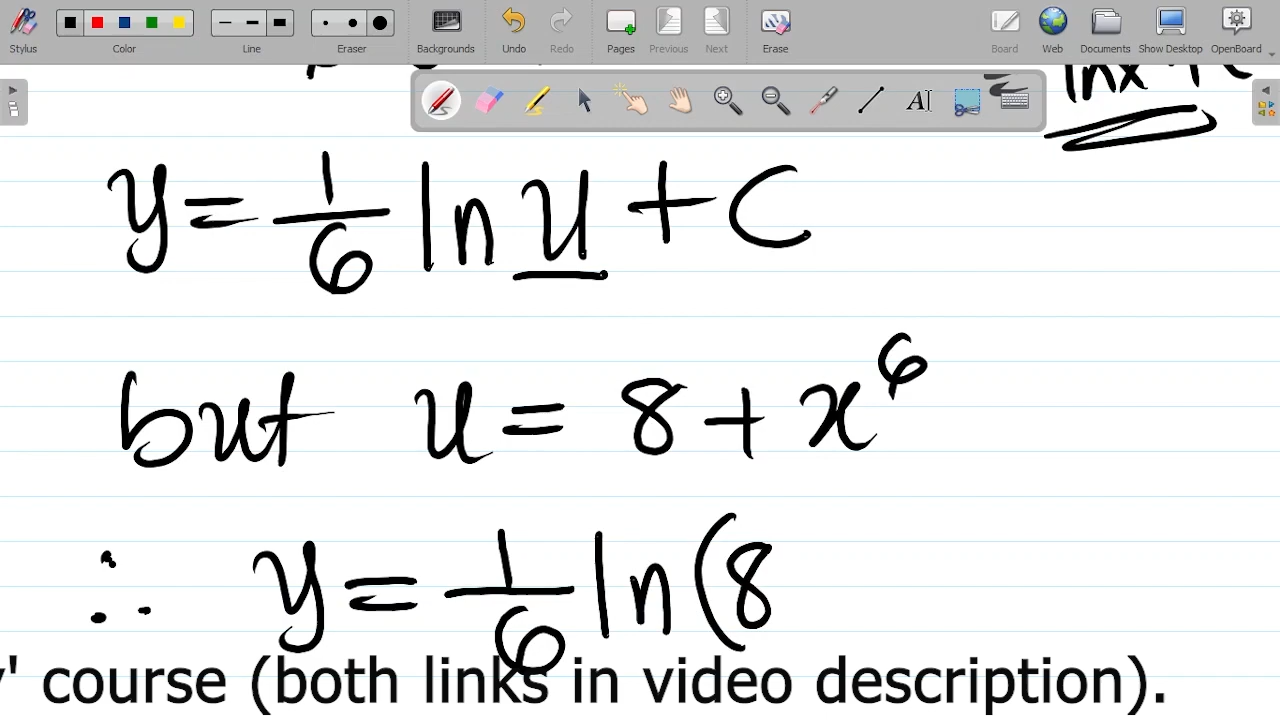 Stylus Color Line Eraser Backgrounds Undo Redo Pages Previous Next Erase Board Web Documents Show Desktop OpenBoard
y = 1/6 ln u + C
but u = 8 + x^6
∴ y = 1/6 ln(8
y' course (both links in video description).